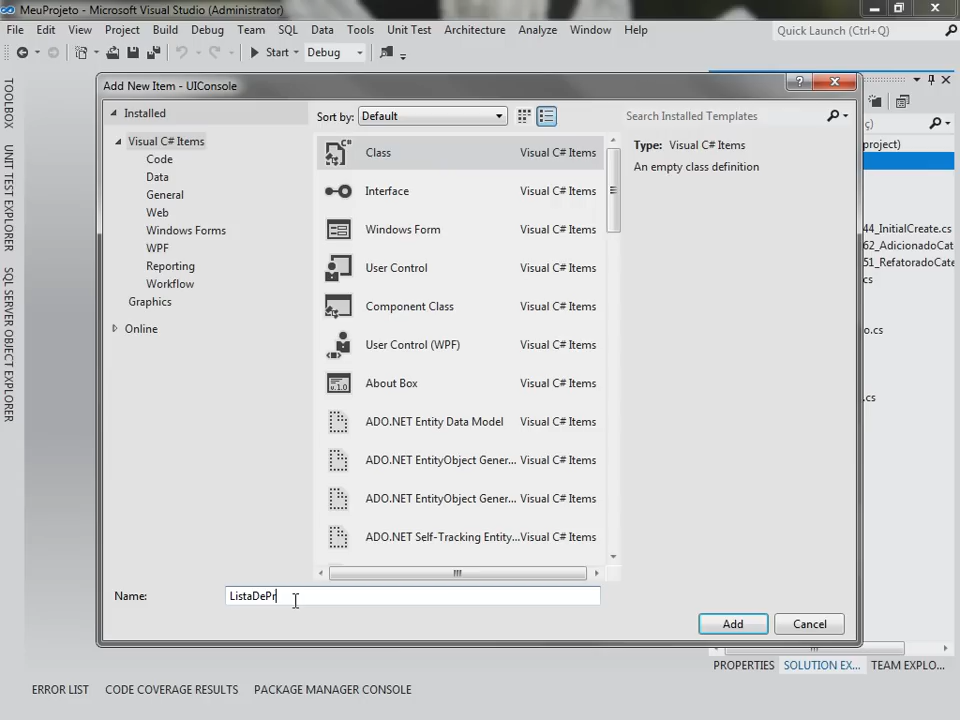 MeuProjeto - Microsoft Visual Studio (Administrator)
File Edit View Project Build Debug Team SQL Data Tools Unit Test Architecture Analyze Window Help
Quick Launch (Ctrl+Q)
Start Debug
TOOLBOX
UNIT TEST EXPLORER
SQL SERVER OBJECT EXPLORER
Add New Item - UIConsole
Installed
Visual C# Items
Code
Data
General
Web
Windows Forms
WPF
Reporting
Workflow
Graphics
Online
Sort by: Default
Class Visual C# Items
Interface Visual C# Items
Windows Form Visual C# Items
User Control Visual C# Items
Component Class Visual C# Items
User Control (WPF) Visual C# Items
About Box Visual C# Items
ADO.NET Entity Data Model Visual C# Items
ADO.NET EntityObject Gener... Visual C# Items
ADO.NET EntityObject Gener... Visual C# Items
ADO.NET Self-Tracking Entity... Visual C# Items
Search Installed Templates
Type: Visual C# Items
An empty class definition
Name: ListaDePr
Add Cancel
ç)
project)
44_InitialCreate.cs
62_AdicionadoCate
51_RefatoradoCate
cs
o.cs
.cs
PROPERTIES SOLUTION EX... TEAM EXPLO...
ERROR LIST CODE COVERAGE RESULTS PACKAGE MANAGER CONSOLE